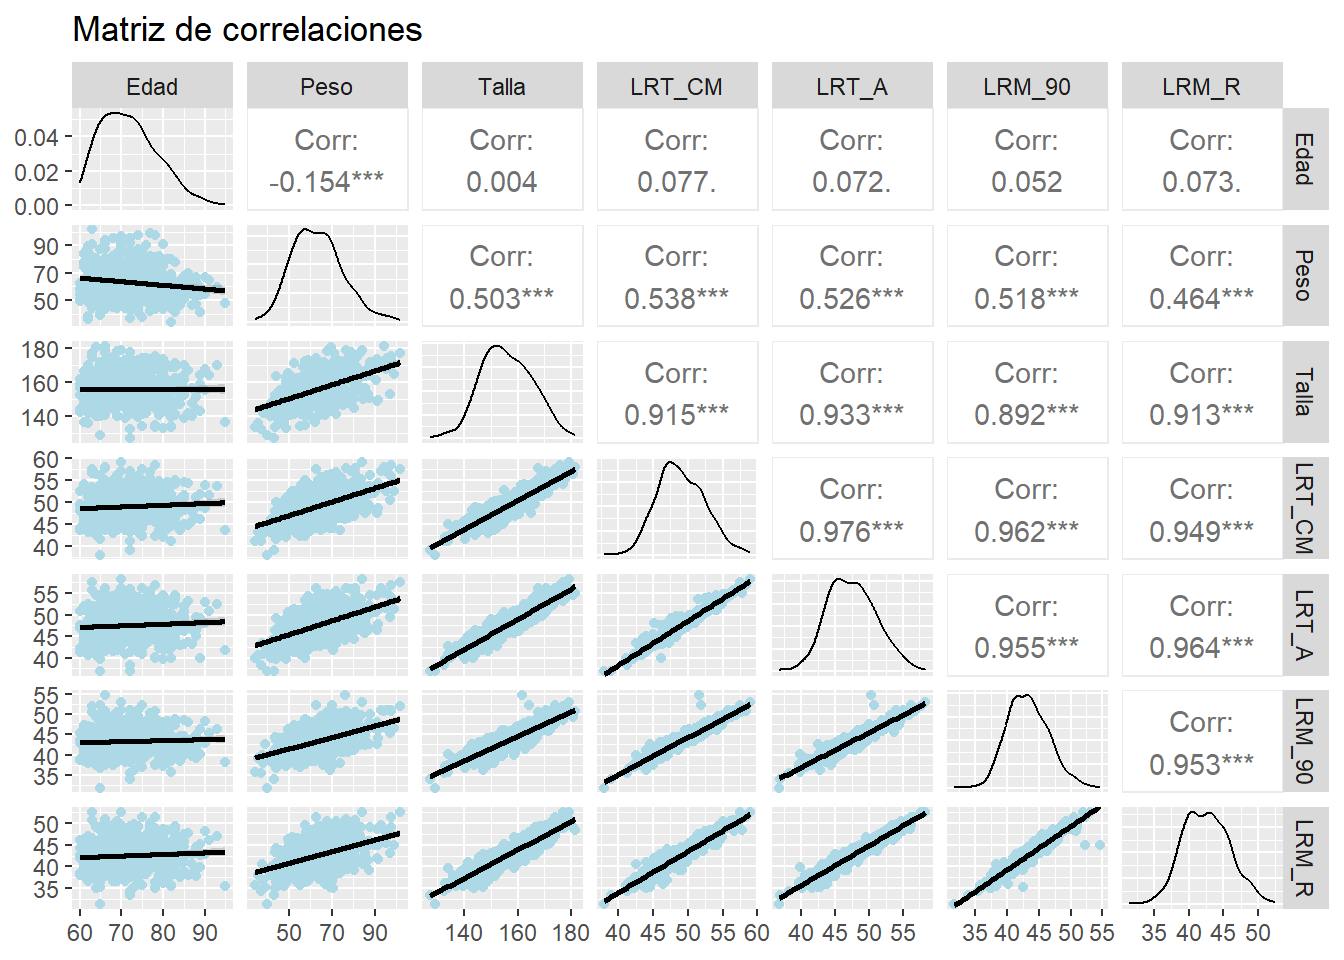 Matriz de correlaciones
Edad Peso Talla LRT_CM LRT_A LRM_90 LRM_R
0.04
0.02
0.00
Corr: Corr: Corr: Corr: Corr: Corr:
-0.154*** 0.004 0.077. 0.072. 0.052 0.073.
Edad
90
70
50
Corr: Corr: Corr: Corr: Corr:
0.503*** 0.538*** 0.526*** 0.518*** 0.464***
Peso
180
160
140
Corr: Corr: Corr: Corr:
0.915*** 0.933*** 0.892*** 0.913***
Talla
60
55
50
45
40
Corr: Corr: Corr:
0.976*** 0.962*** 0.949***
LRT_CM
55
50
45
40
Corr: Corr:
0.955*** 0.964***
LRT_A
55
50
45
40
35
Corr:
0.953***
LRM_90
50
45
40
35
LRM_R
60 70 80 90 50 70 90 140 160 180 40 45 50 55 60 40 45 50 55 35 40 45 50 55 35 40 45 50